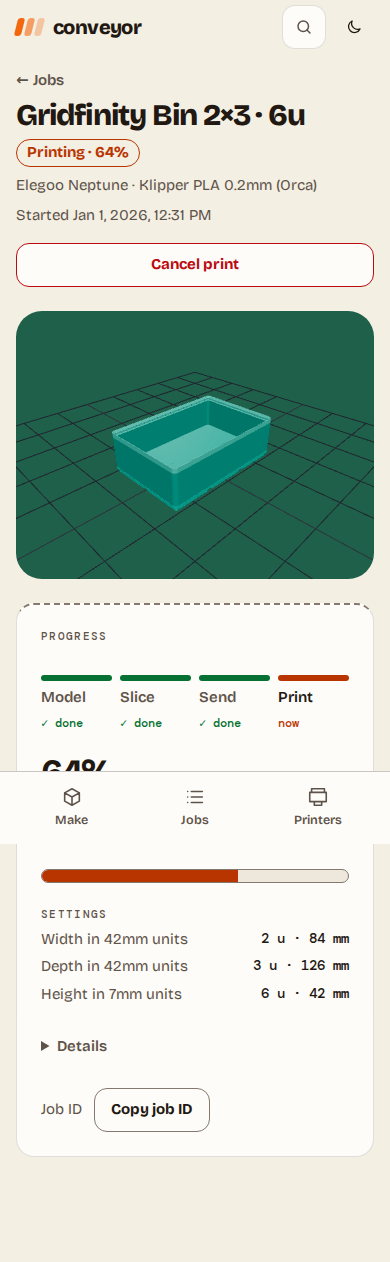 conveyor
← Jobs
Gridfinity Bin 2×3 · 6u
Printing · 64%
Elegoo Neptune · Klipper PLA 0.2mm (Orca)
Started Jan 1, 2026, 12:31 PM
Cancel print
PROGRESS
Model Slice Send Print
✓ done ✓ done ✓ done now
64%
Make Jobs Printers
SETTINGS
Width in 42mm units 2 u · 84 mm
Depth in 42mm units 3 u · 126 mm
Height in 7mm units 6 u · 42 mm
▶ Details
Job ID Copy job ID